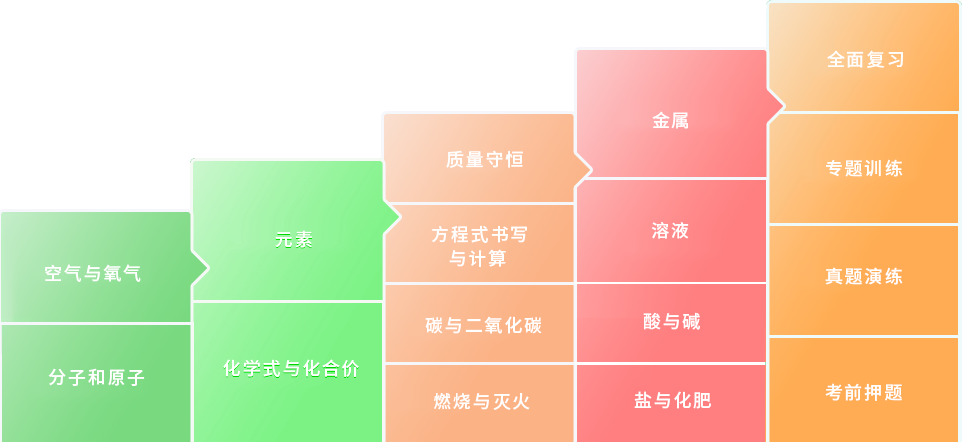 空气与氧气
分子和原子
元素
化学式与化合价
质量守恒
方程式书写
与计算
碳与二氧化碳
燃烧与灭火
金属
溶液
酸与碱
盐与化肥
全面复习
专题训练
真题演练
考前押题